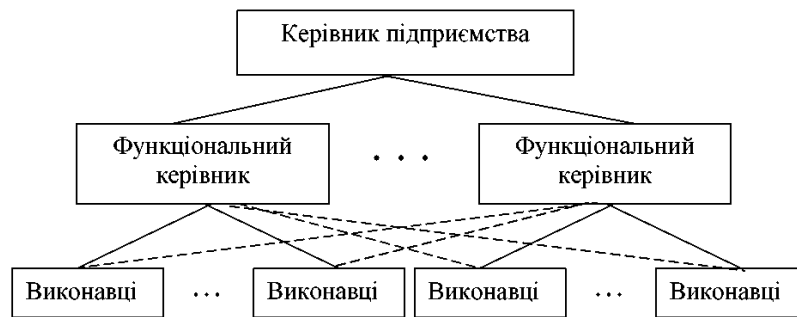 Керівник підприємства
Функціональний
керівник
. . .
Функціональний
керівник
Виконавці
...
Виконавці
Виконавці
...
Виконавці